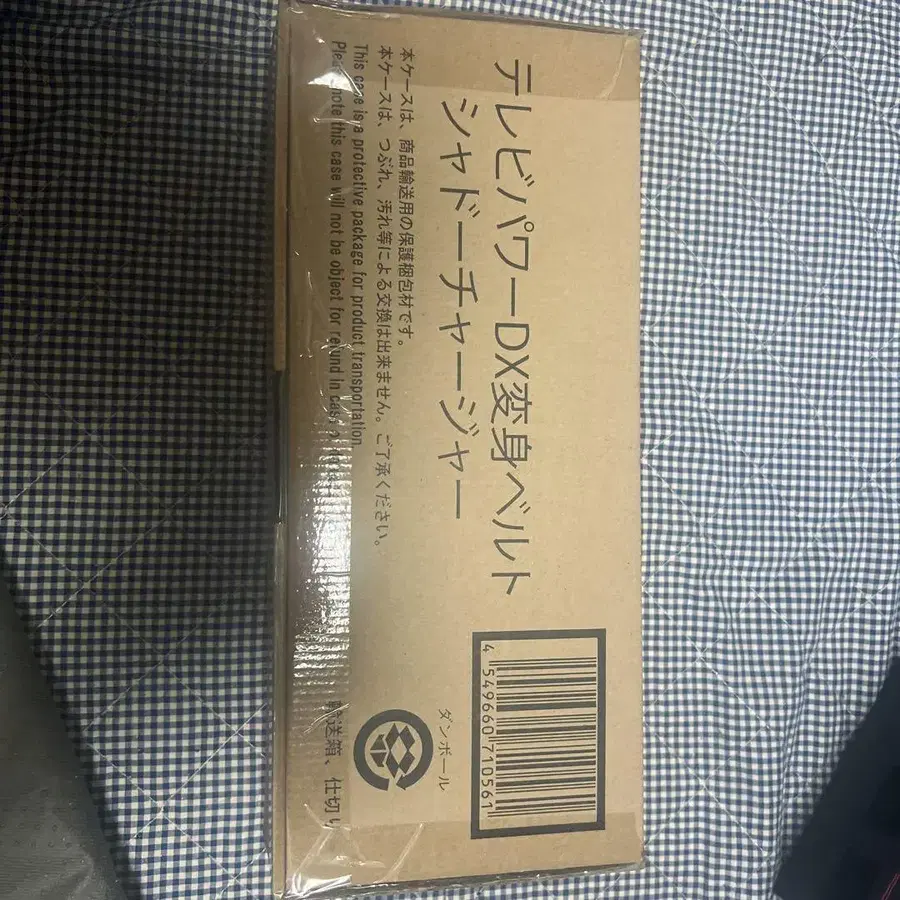 テレビパワーDX変身ベルト
シャドーチャージャー
本ケースは、商品輸送用の保護梱包材です。
本ケースは、つぶれ、汚れ等による交換は出来ません。ご了承ください。
This case is a protective package for product transportation.
Please note this case will not be object for refund in case
4 549660 710561
ダンボール
輸送箱、仕切り